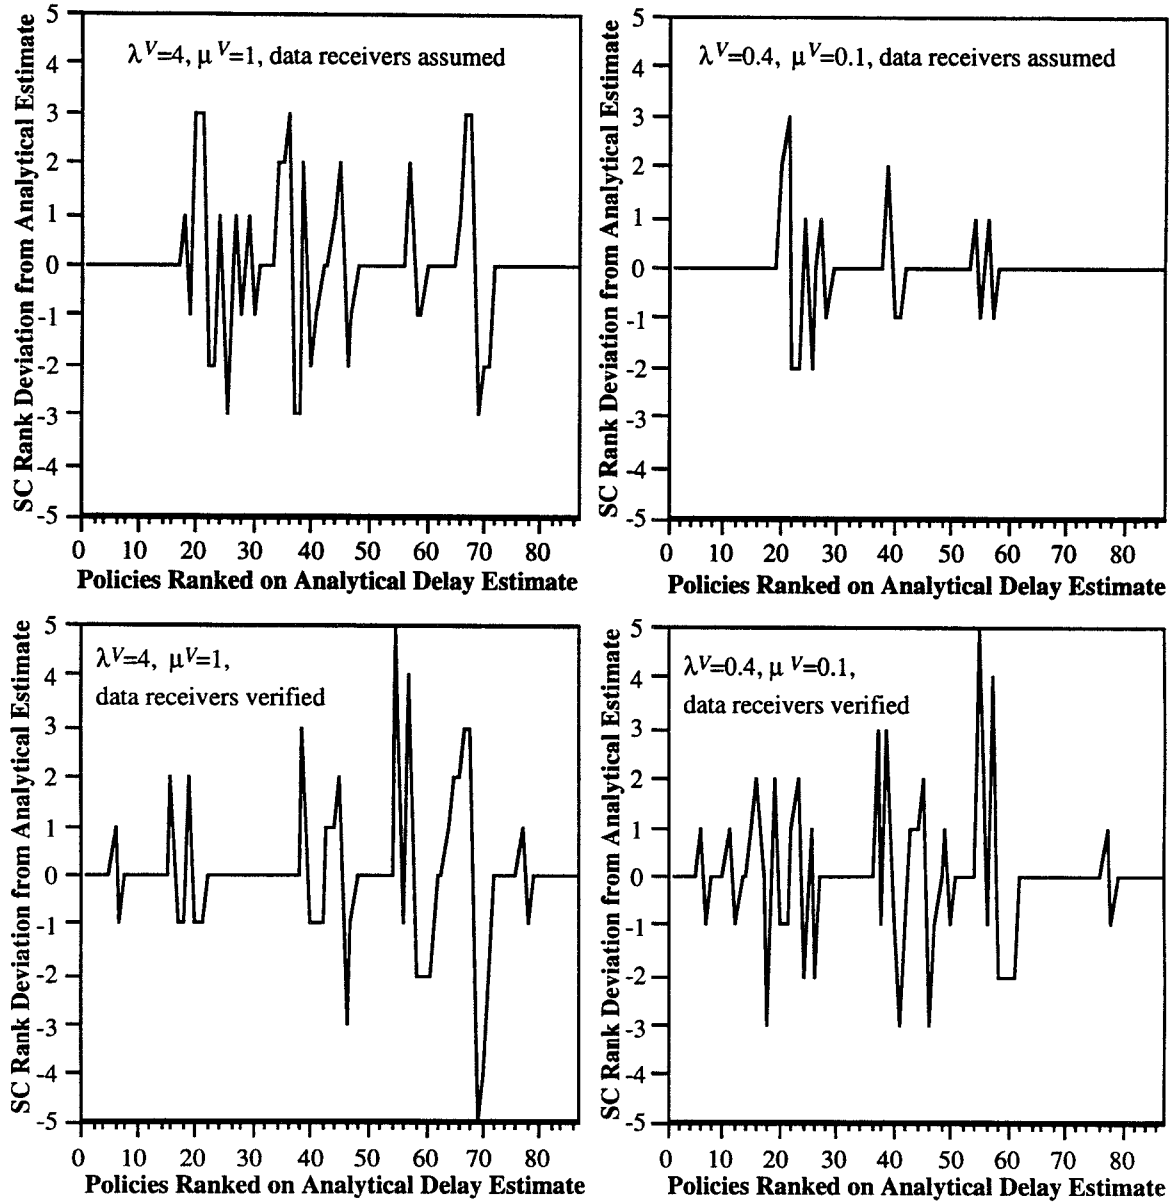 SC Rank Deviation from Analytical Estimate
5
4
3
2
1
0
-1
-2
-3
-4
-5
λV=4, μV=1, data receivers assumed
0 10 20 30 40 50 60 70 80
Policies Ranked on Analytical Delay Estimate
SC Rank Deviation from Analytical Estimate
5
4
3
2
1
0
-1
-2
-3
-4
-5
λV=0.4, μV=0.1, data receivers assumed
0 10 20 30 40 50 60 70 80
Policies Ranked on Analytical Delay Estimate
SC Rank Deviation from Analytical Estimate
5
4
3
2
1
0
-1
-2
-3
-4
-5
λV=4, μV=1,
data receivers verified
0 10 20 30 40 50 60 70 80
Policies Ranked on Analytical Delay Estimate
SC Rank Deviation from Analytical Estimate
5
4
3
2
1
0
-1
-2
-3
-4
-5
λV=0.4, μV=0.1,
data receivers verified
0 10 20 30 40 50 60 70 80
Policies Ranked on Analytical Delay Estimate